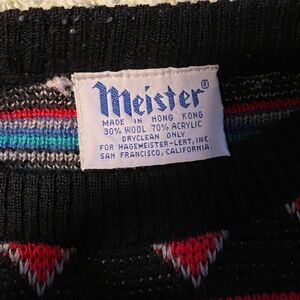 Meister®
MADE IN HONG KONG
30% WOOL 70% ACRYLIC
DRYCLEAN ONLY
FOR HAGEMEISTER-LERT, INC.
SAN FRANCISCO, CALIFORNIA.